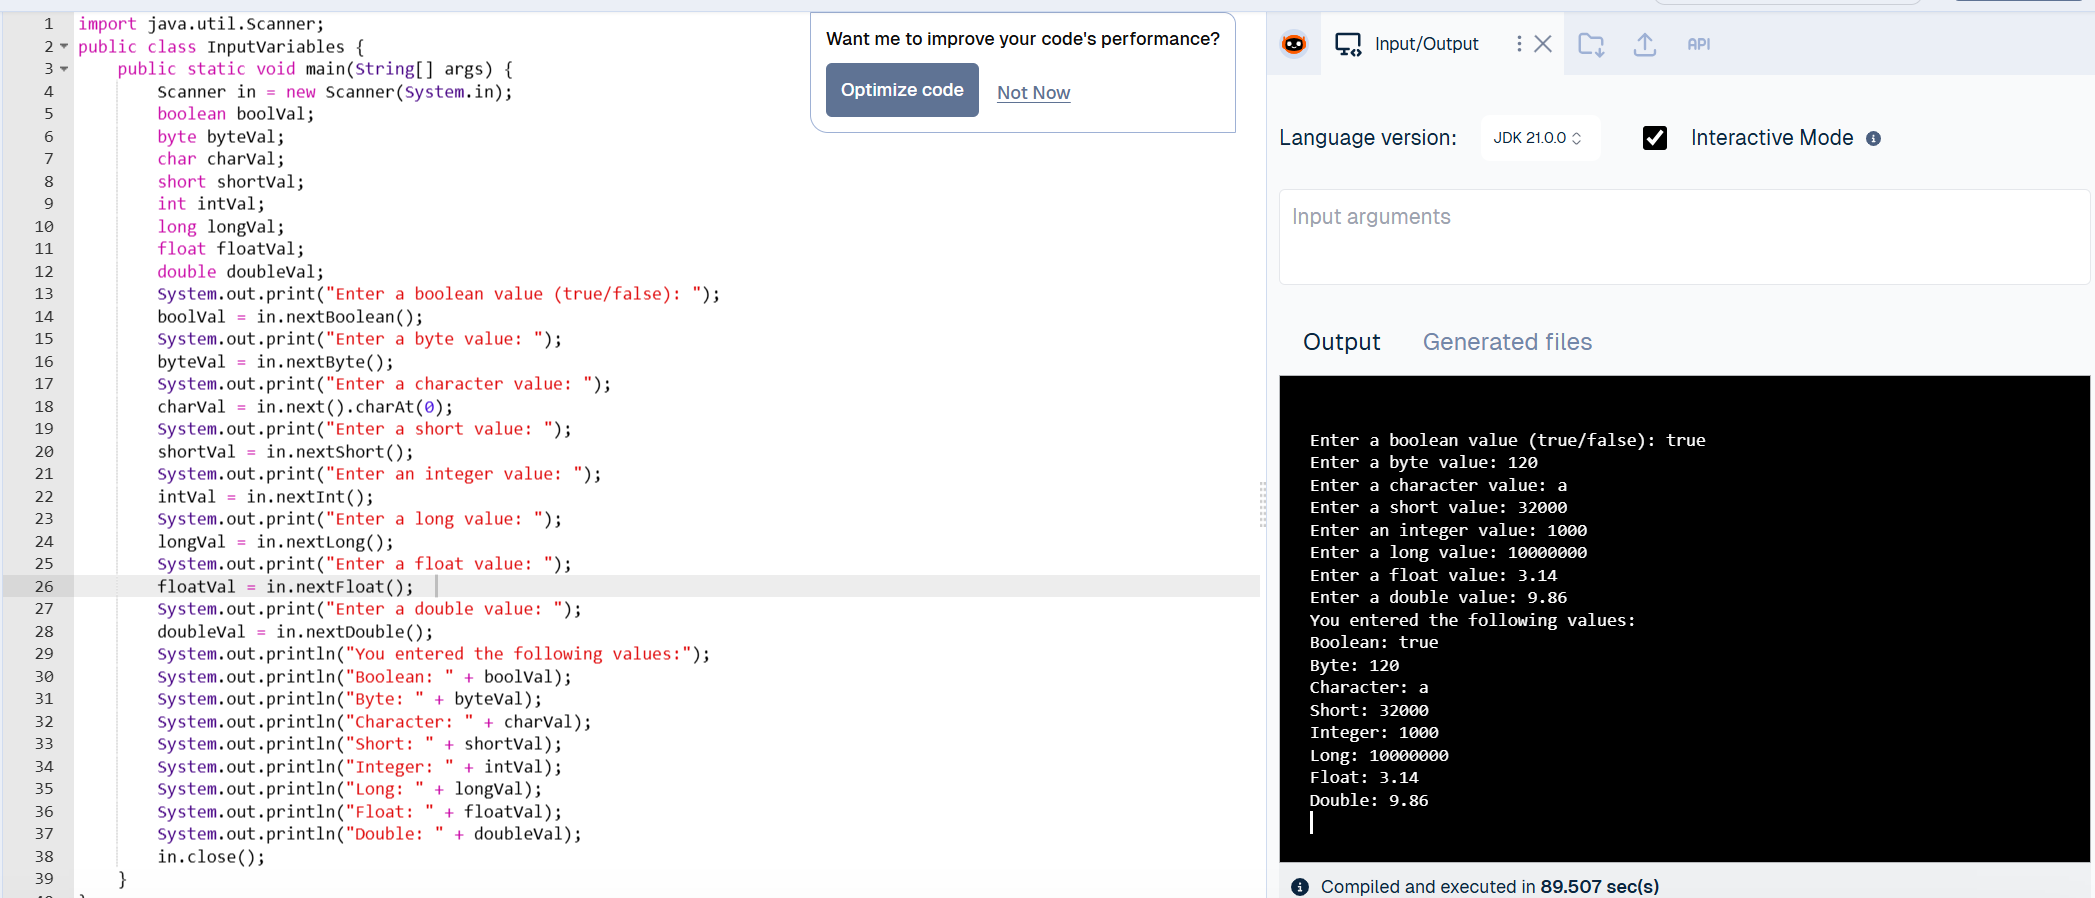 1 import java.util.Scanner;
2 public class InputVariables {
3 public static void main(String[] args) {
4 Scanner in = new Scanner(System.in);
5 boolean boolVal;
6 byte byteVal;
7 char charVal;
8 short shortVal;
9 int intVal;
10 long longVal;
11 float floatVal;
12 double doubleVal;
13 System.out.print("Enter a boolean value (true/false): ");
14 boolVal = in.nextBoolean();
15 System.out.print("Enter a byte value: ");
16 byteVal = in.nextByte();
17 System.out.print("Enter a character value: ");
18 charVal = in.next().charAt(0);
19 System.out.print("Enter a short value: ");
20 shortVal = in.nextShort();
21 System.out.print("Enter an integer value: ");
22 intVal = in.nextInt();
23 System.out.print("Enter a long value: ");
24 longVal = in.nextLong();
25 System.out.print("Enter a float value: ");
26 floatVal = in.nextFloat();
27 System.out.print("Enter a double value: ");
28 doubleVal = in.nextDouble();
29 System.out.println("You entered the following values:");
30 System.out.println("Boolean: " + boolVal);
31 System.out.println("Byte: " + byteVal);
32 System.out.println("Character: " + charVal);
33 System.out.println("Short: " + shortVal);
34 System.out.println("Integer: " + intVal);
35 System.out.println("Long: " + longVal);
36 System.out.println("Float: " + floatVal);
37 System.out.println("Double: " + doubleVal);
38 in.close();
39 }
Want me to improve your code's performance?
Optimize code Not Now
Input/Output API
Language version: JDK 21.0.0 Interactive Mode
Input arguments
Output Generated files
Enter a boolean value (true/false): true
Enter a byte value: 120
Enter a character value: a
Enter a short value: 32000
Enter an integer value: 1000
Enter a long value: 10000000
Enter a float value: 3.14
Enter a double value: 9.86
You entered the following values:
Boolean: true
Byte: 120
Character: a
Short: 32000
Integer: 1000
Long: 10000000
Float: 3.14
Double: 9.86
Compiled and executed in 89.507 sec(s)